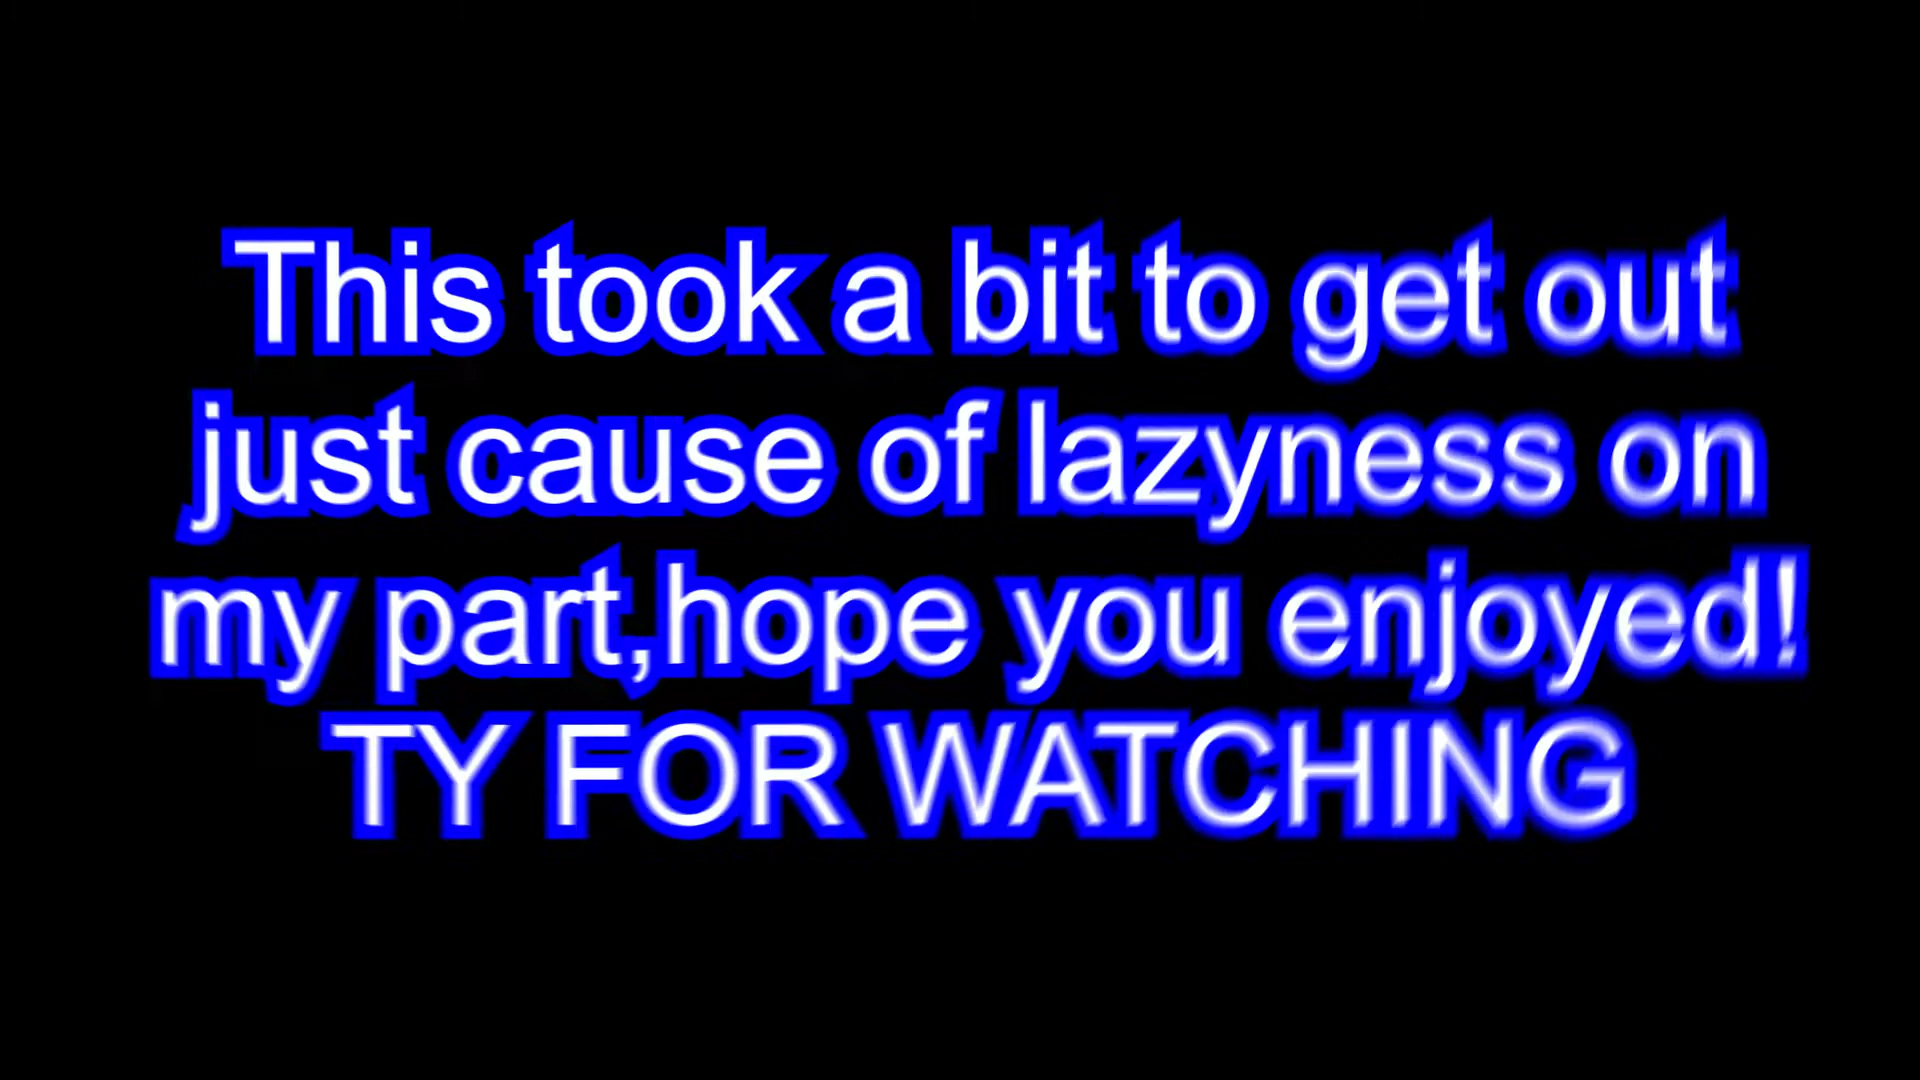 This took a bit to get out
just cause of lazyness on
my part,hope you enjoyed!
TY FOR WATCHING